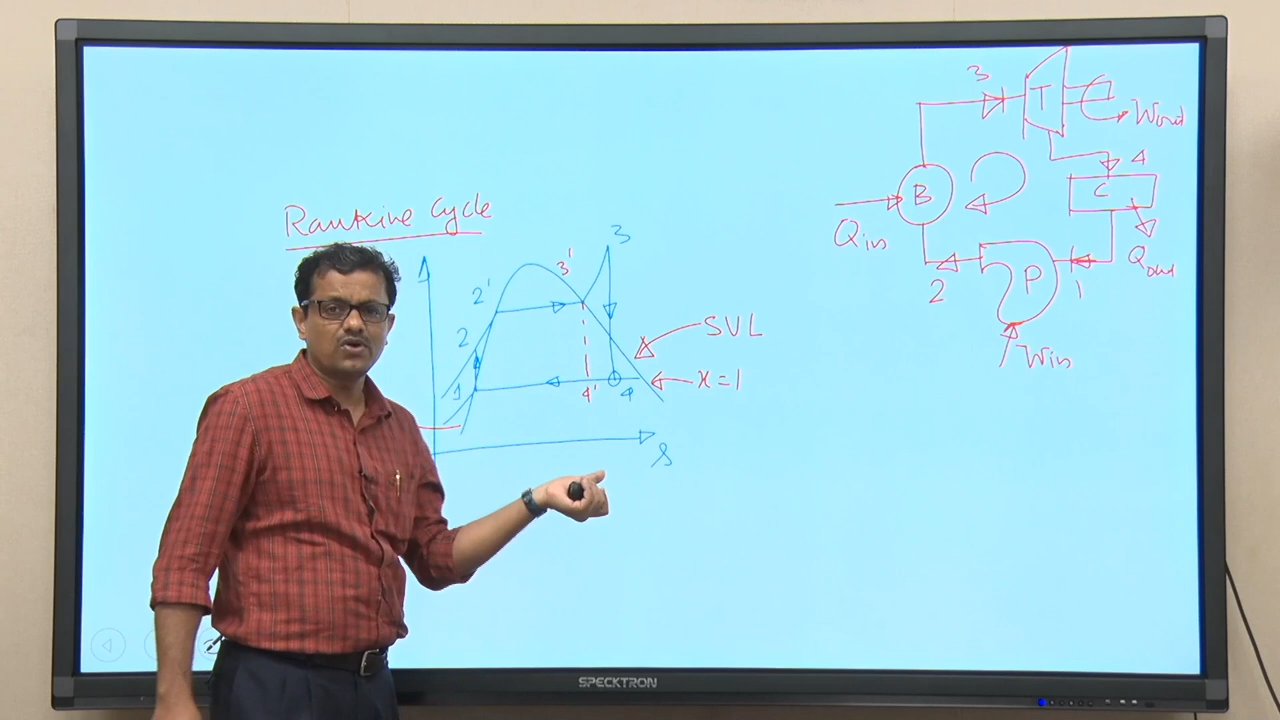 Rankine Cycle
3
3'
2'
2
1
4'
4
s
SVL
x=1
3
T
Wout
4
B
C
Qin
Qout
2
P
1
Win
SPECKTRON